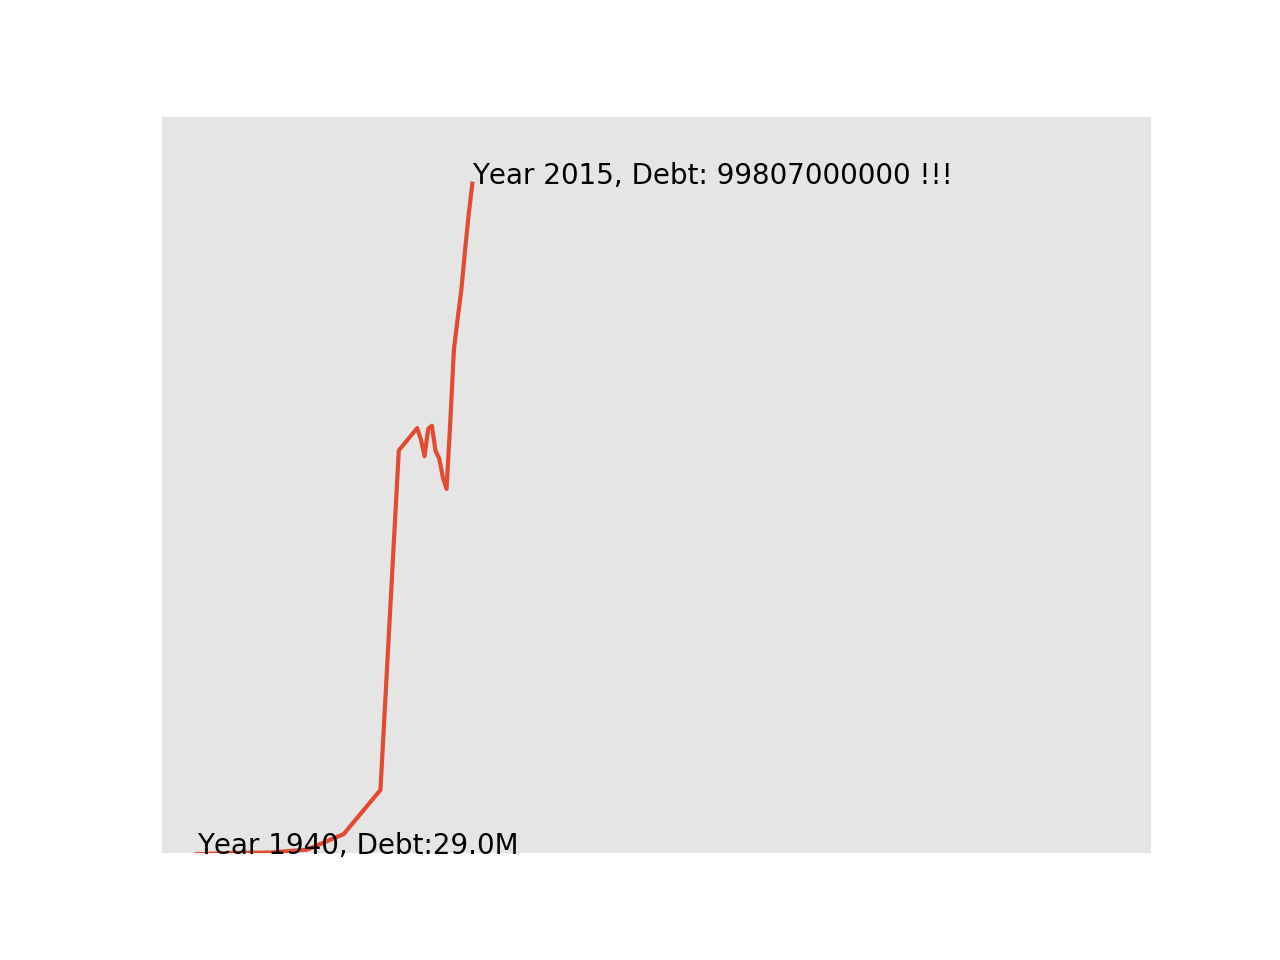 Year 2015, Debt: 99807000000 !!!
Year 1940, Debt:29.0M